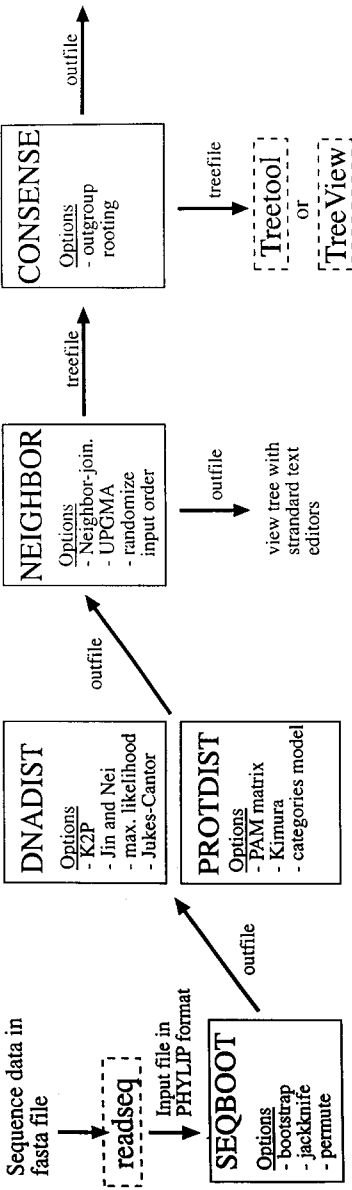 Sequence data in
fasta file
readseq
Input file in
PHYLIP format
SEQBOOT
Options
- bootstrap
- jackknife
- permute
outfile
DNADIST
Options
- K2P
- Jin and Nei
- max. likelihood
- Jukes-Cantor
PROTDIST
Options
- PAM matrix
- Kimura
- categories model
outfile
NEIGHBOR
Options
- Neighbor-join.
- UPGMA
- randomize
input order
outfile
view tree with
strandard text
editors
treefile
CONSENSE
Options
- outgroup
rooting
outfile
treefile
Treetool
or
TreeView